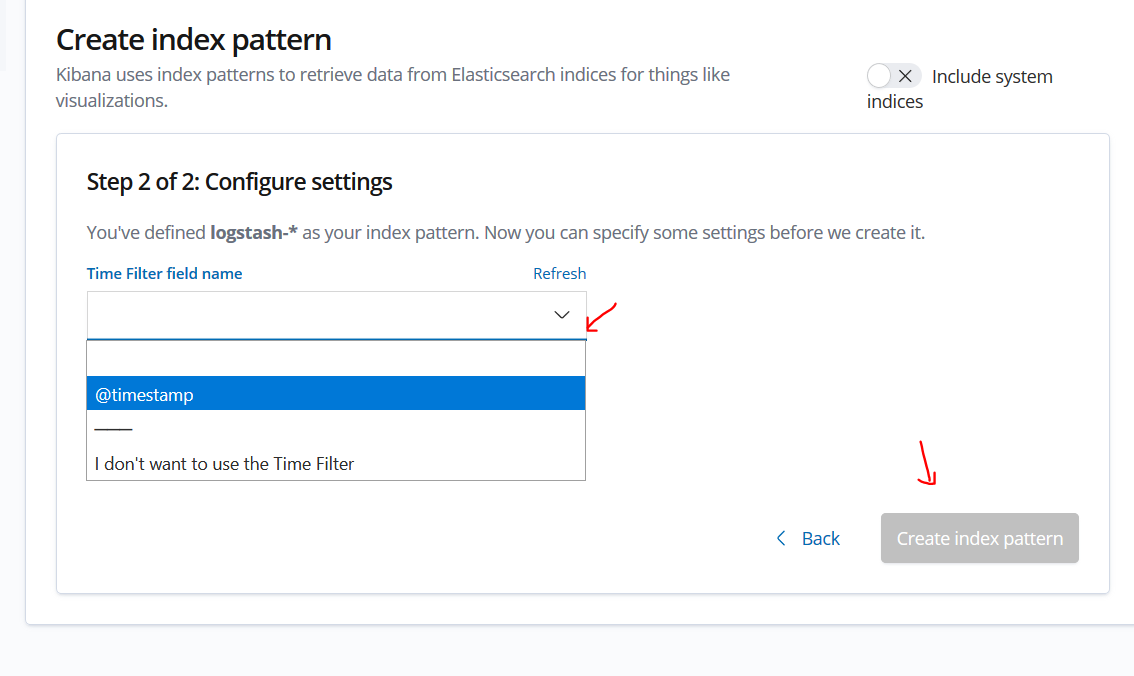 Create index pattern
Kibana uses index patterns to retrieve data from Elasticsearch indices for things like
visualizations.
Include system
indices
Step 2 of 2: Configure settings
You've defined logstash-* as your index pattern. Now you can specify some settings before we create it.
Time Filter field name
Refresh
@timestamp
I don't want to use the Time Filter
Back
Create index pattern